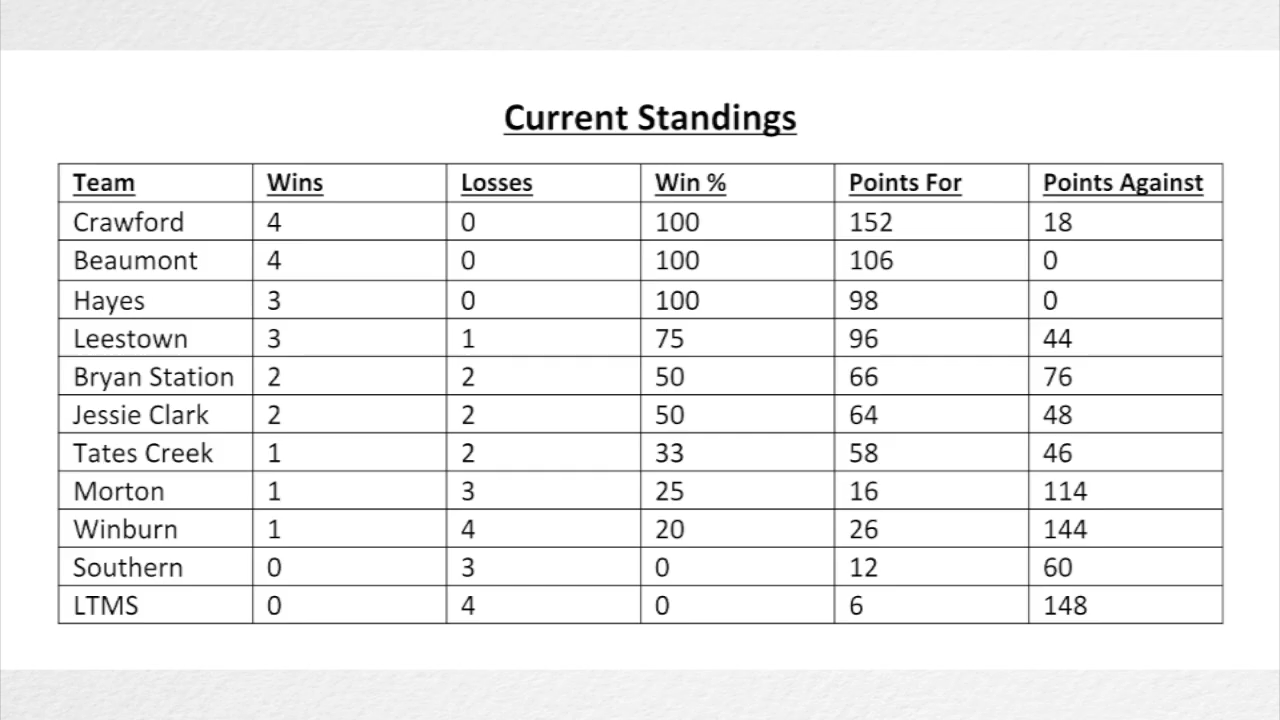 Current Standings
Team Wins Losses Win % Points For Points Against
Crawford 4 0 100 152 18
Beaumont 4 0 100 106 0
Hayes 3 0 100 98 0
Leestown 3 1 75 96 44
Bryan Station 2 2 50 66 76
Jessie Clark 2 2 50 64 48
Tates Creek 1 2 33 58 46
Morton 1 3 25 16 114
Winburn 1 4 20 26 144
Southern 0 3 0 12 60
LTMS 0 4 0 6 148